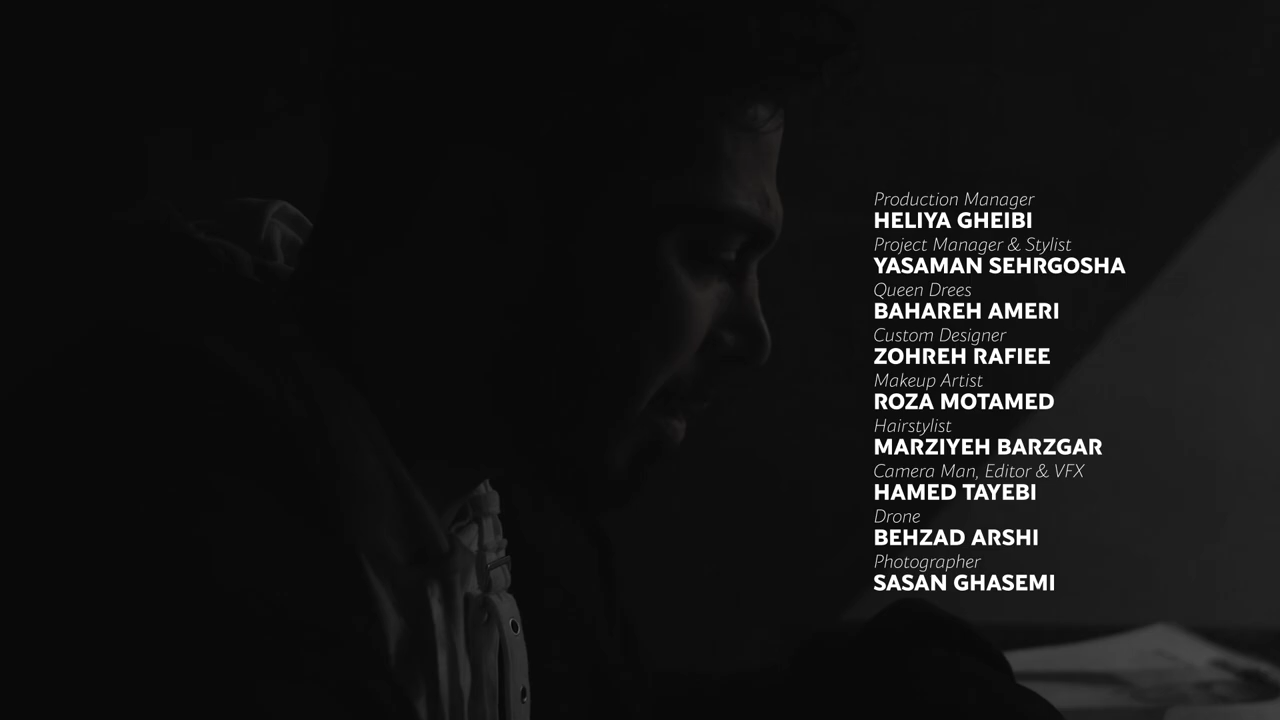 Production Manager
HELIYA GHEIBI
Project Manager & Stylist
YASAMAN SEHRGOSHA
Queen Drees
BAHAREH AMERI
Custom Designer
ZOHREH RAFIEE
Makeup Artist
ROZA MOTAMED
Hairstylist
MARZIYEH BARZGAR
Camera Man, Editor & VFX
HAMED TAYEBI
Drone
BEHZAD ARSHI
Photographer
SASAN GHASEMI